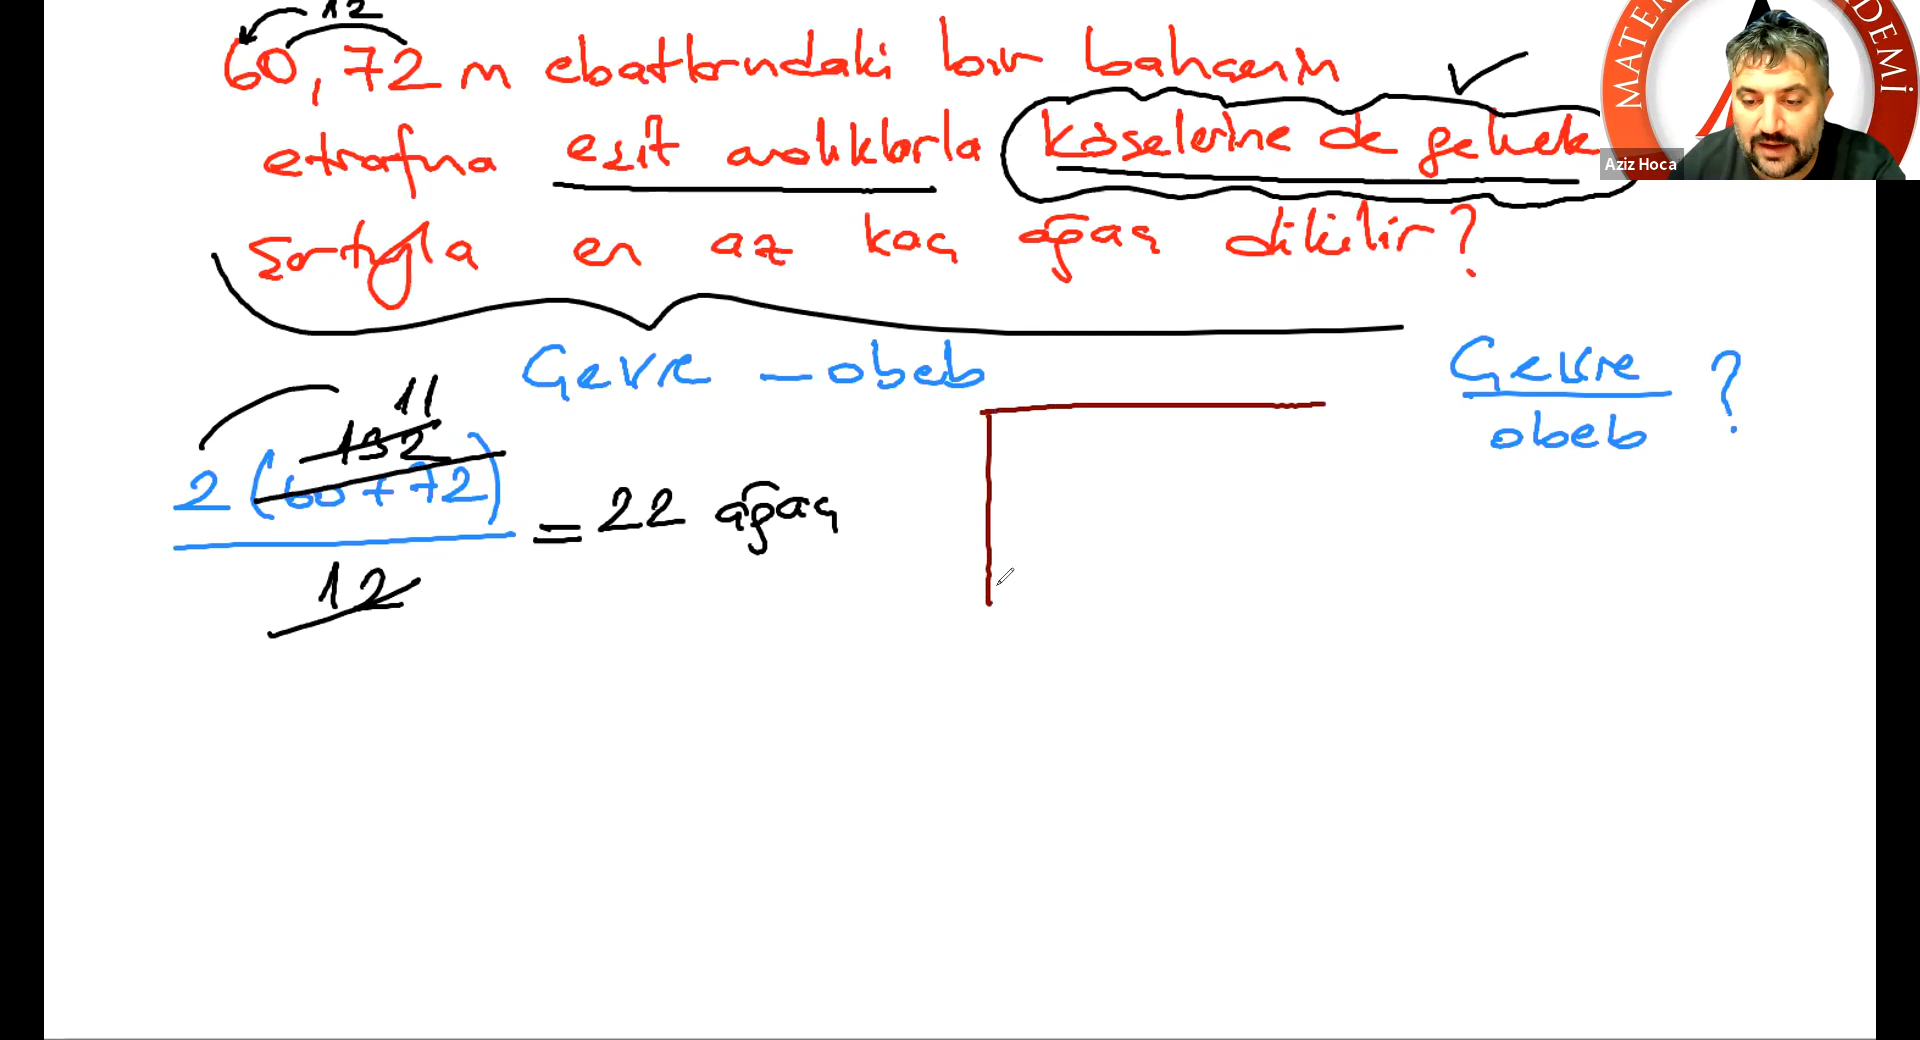 12
60, 72 m ebatlarındaki bir bahçenin
etrafına eşit aralıklarla köşelerine de gelmek
şartıyla en az kaç ağaç dikilir?
Çevre - obeb
Çevre
obeb
?
11
132
2 (60 + 72)
12
= 22 ağaç
Aziz Hoca